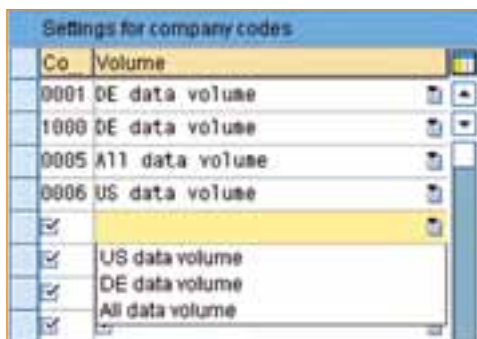 Settings for company codes
Co_ Volume
0001 DE data volume
1000 DE data volume
0005 All data volume
0006 US data volume
US data volume
DE data volume
All data volume